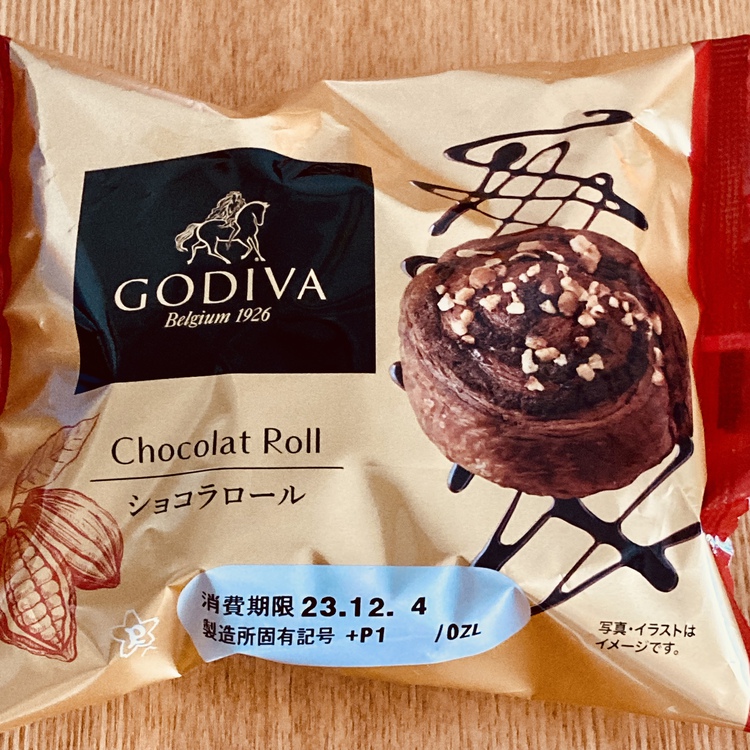 GODIVA
Belgium 1926
Chocolat Roll
ショコラロール
消費期限 23.12. 4
製造所固有記号 +P1 /OZL
写真・イラストは
イメージです。
P